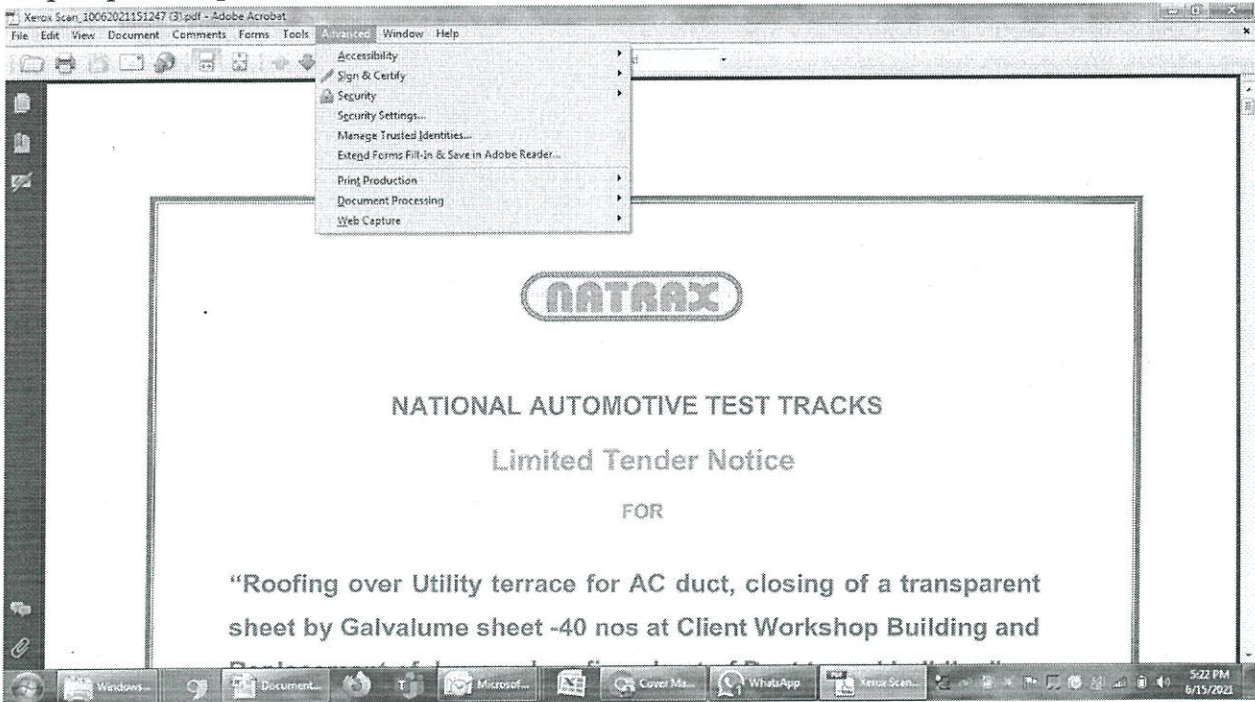 Xerox Scan_10062021151247 (3).pdf - Adobe Acrobat
File Edit View Document Comments Forms Tools Advanced Window Help
Accessibility
Sign & Certify
Security
Security Settings...
Manage Trusted Identities...
Extend Forms Fill-In & Save in Adobe Reader...
Print Production
Document Processing
Web Capture
NATRAX
NATIONAL AUTOMOTIVE TEST TRACKS
Limited Tender Notice
FOR
“Roofing over Utility terrace for AC duct, closing of a transparent
sheet by Galvalume sheet -40 nos at Client Workshop Building and
Windows... Document... Microsof... Cover Ma... WhatsApp Xerox Scan... 5:22 PM
6/15/2021